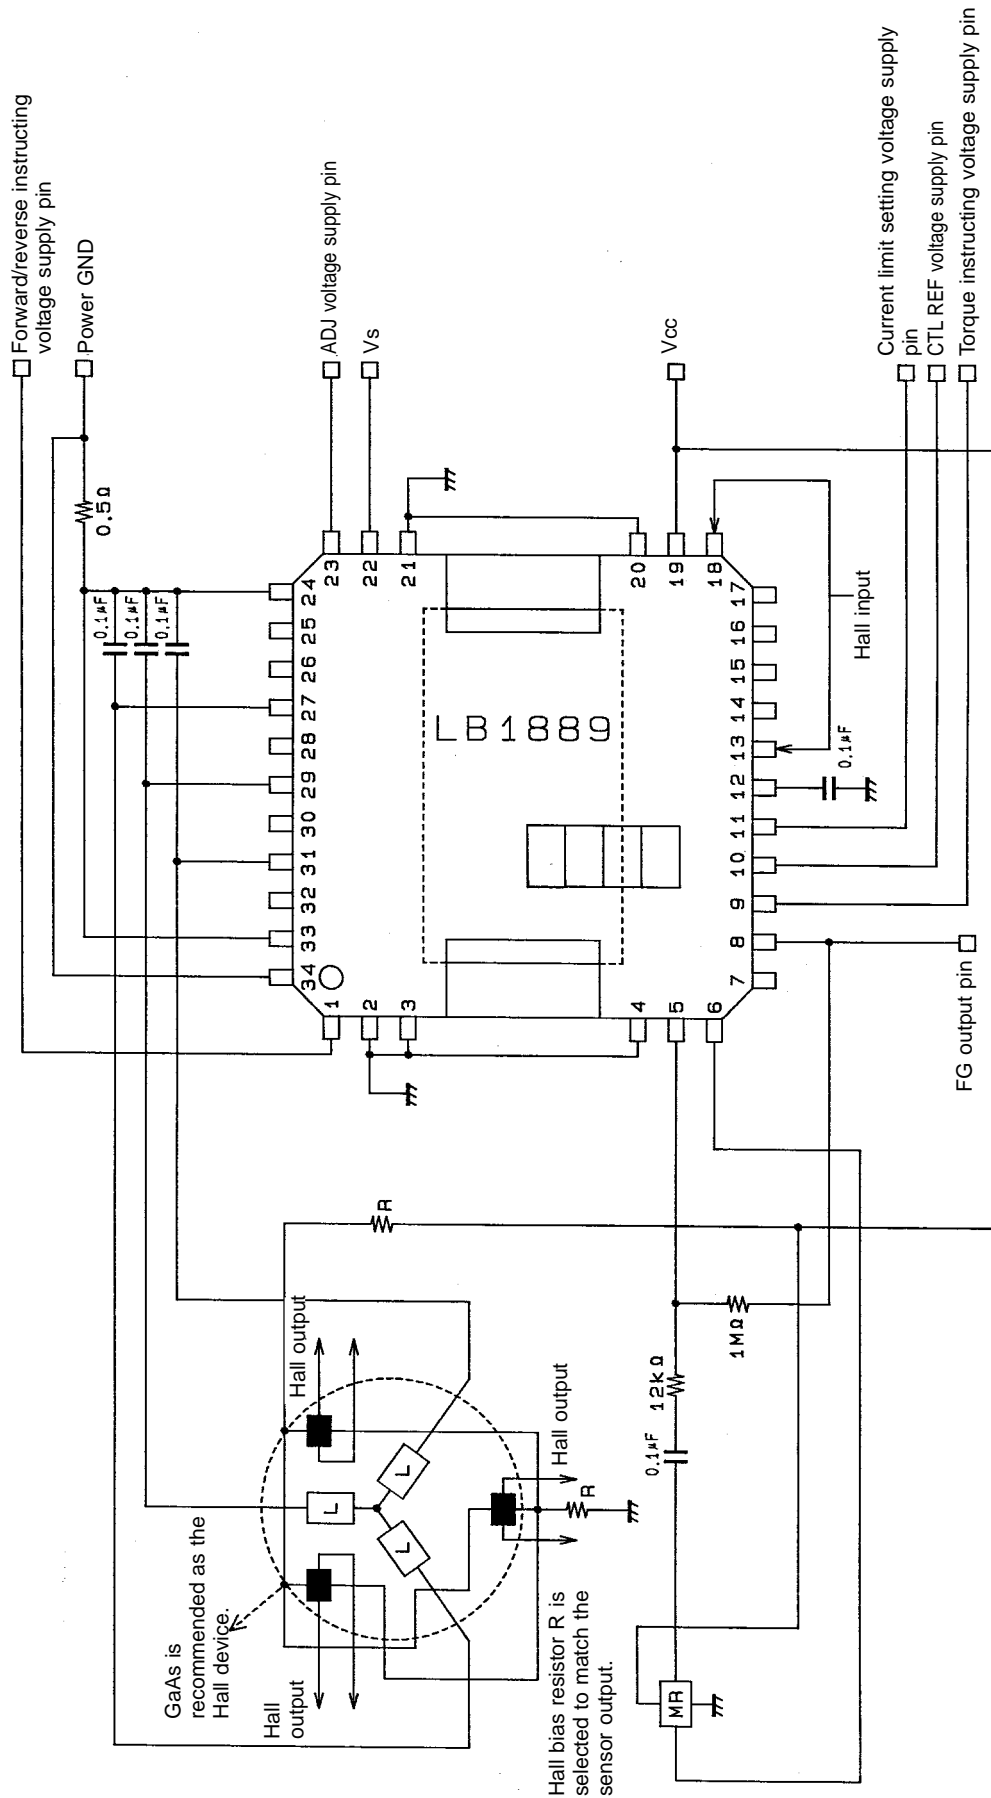 Forward/reverse instructing
voltage supply pin
Power GND
ADJ voltage supply pin
Vs
Vcc
Current limit setting voltage supply
pin
CTL REF voltage supply pin
Torque instructing voltage supply pin
0.5Ω
0.1µF
0.1µF
0.1µF
24
25
26
27
28
29
30
31
32
33
34
23
22
21
20
19
18
LB1889
17
16
15
14
13
12
11
10
9
8
7
1
2
3
4
5
6
Hall input
0.1µF
FG output pin
R
Hall output
1MΩ
12kΩ
0.1µF
Hall output
R
L
L
L
GaAs is
recommended as the
Hall device.
Hall
output
Hall bias resistor R is
selected to match the
sensor output.
MR